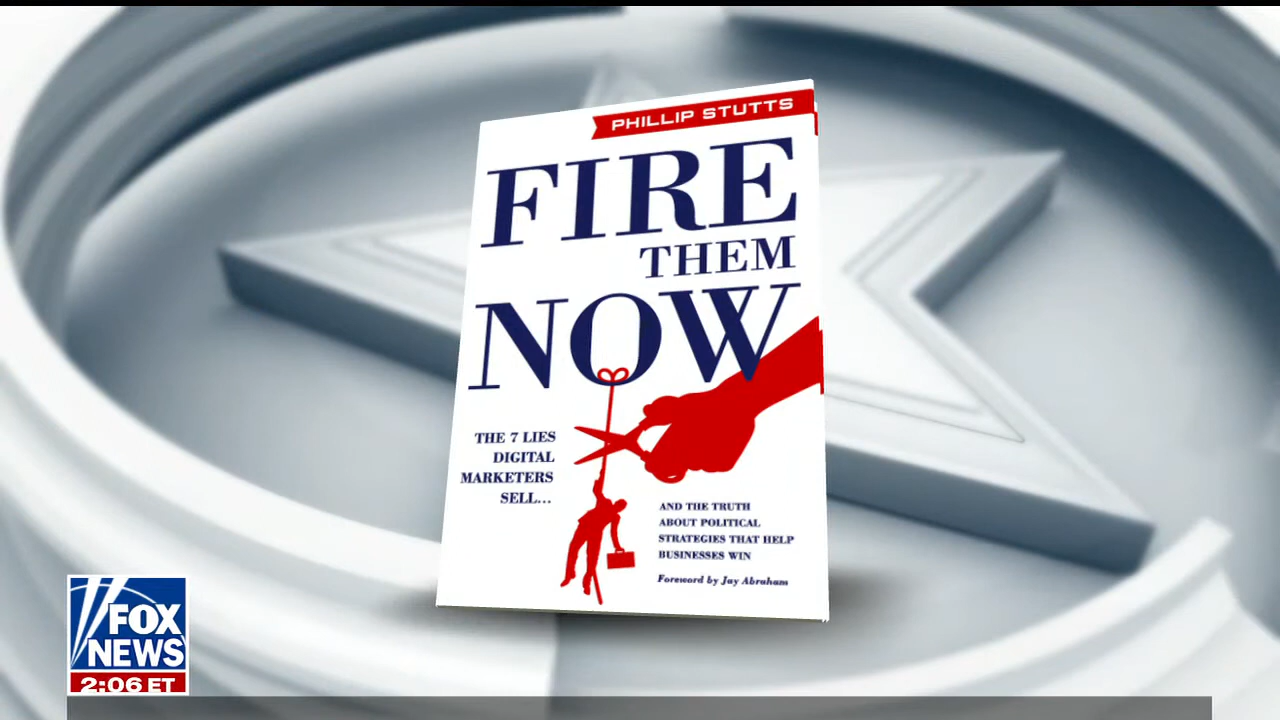 PHILLIP STUTTS
FIRE
THEM
NOW
THE 7 LIES
DIGITAL
MARKETERS
SELL...
AND THE TRUTH
ABOUT POLITICAL
STRATEGIES THAT HELP
BUSINESSES WIN
Foreword by Jay Abraham
FOX
NEWS
2:06 ET